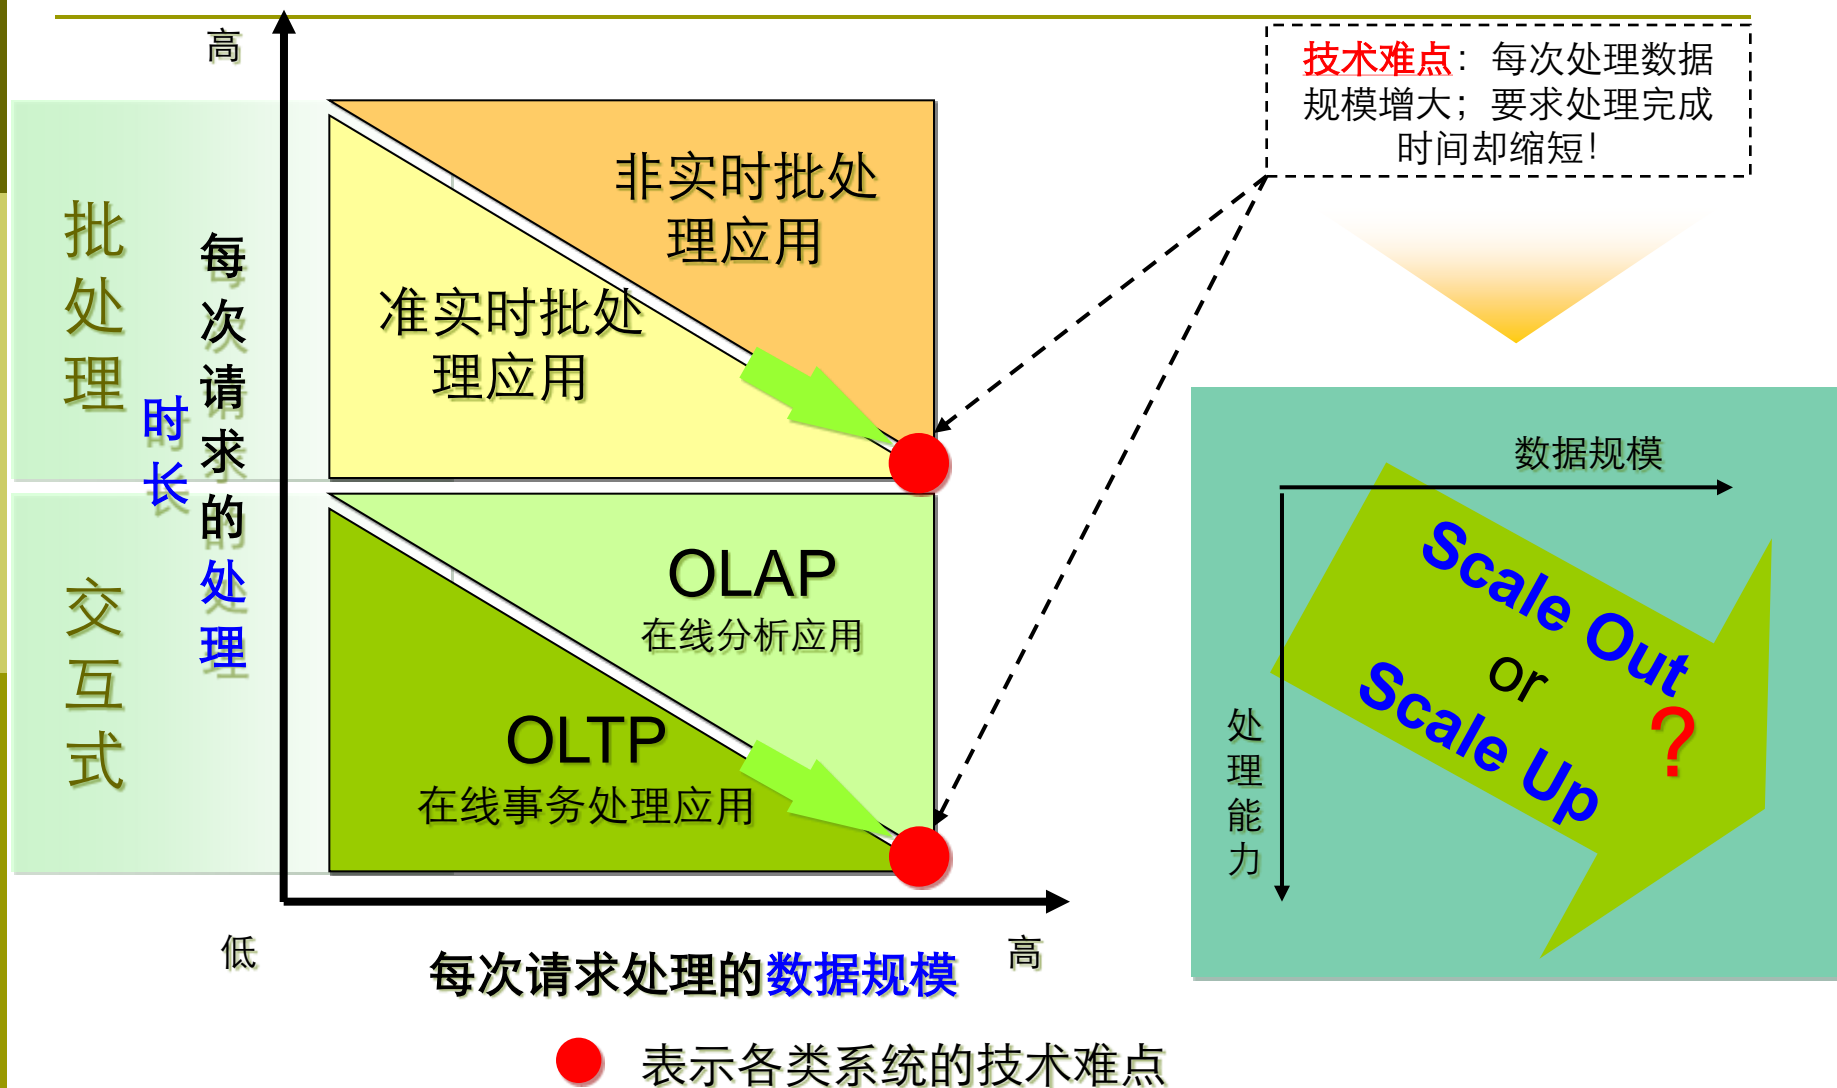 高
技术难点：每次处理数据
规模增大；要求处理完成
时间却缩短！
批处理
每次请求的处理
时长
非实时批处
理应用
准实时批处
理应用
交互式
OLAP
在线分析应用
OLTP
在线事务处理应用
数据规模
处理能力
Scale Out
or
Scale Up
？
低
高
每次请求处理的数据规模
表示各类系统的技术难点